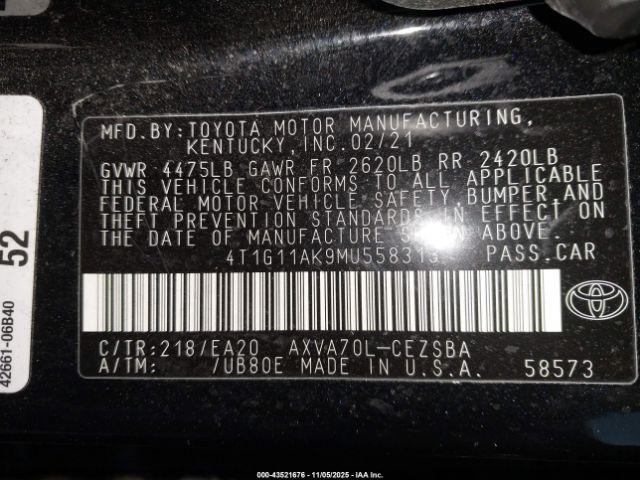 MFD.BY:TOYOTA MOTOR MANUFACTURING,
KENTUCKY,INC.02/21
GVWR 4475LB GAWR FR 2620LB RR 2420LB
THIS VEHICLE CONFORMS TO ALL APPLICABLE
FEDERAL MOTOR VEHICLE SAFETY,BUMPER,AND
THEFT PREVENTION STANDARDS IN EFFECT ON
THE DATE OF MANUFACTURE SHOWN ABOVE.
4T1G11AK9MU558313 PASS.CAR
C/TR:218/EA20 AXVA70L-CEZSBA
A/TM: /UB80E MADE IN U.S.A. 58573
TOYOTA
42661-06B40 52
000-43521676 - 11/05/2025 - IAA Inc.